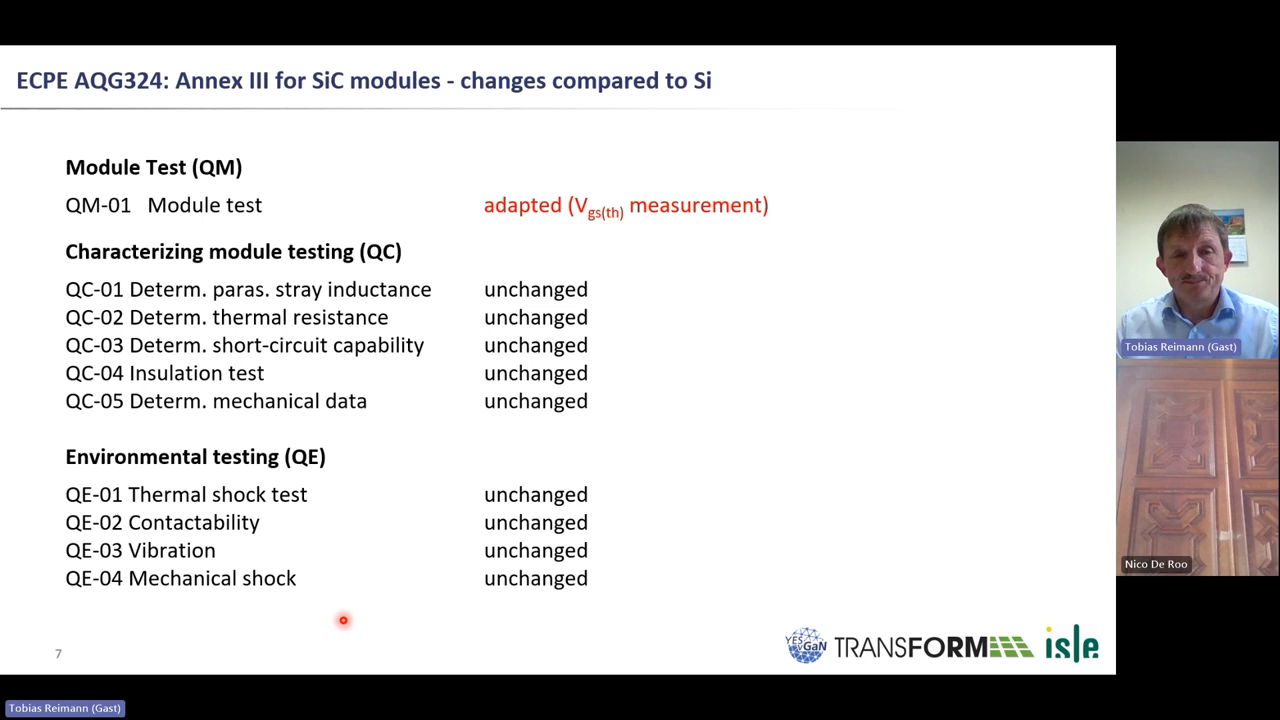 ECPE AQG324: Annex III for SiC modules - changes compared to Si
Module Test (QM)
QM-01 Module test adapted (Vgs(th) measurement)
Characterizing module testing (QC)
QC-01 Determ. paras. stray inductance unchanged
QC-02 Determ. thermal resistance unchanged
QC-03 Determ. short-circuit capability unchanged
QC-04 Insulation test unchanged
QC-05 Determ. mechanical data unchanged
Environmental testing (QE)
QE-01 Thermal shock test unchanged
QE-02 Contactability unchanged
QE-03 Vibration unchanged
QE-04 Mechanical shock unchanged
7
YES vGaN TRANSFORM isle
Tobias Reimann (Gast)
Nico De Roo
Tobias Reimann (Gast)